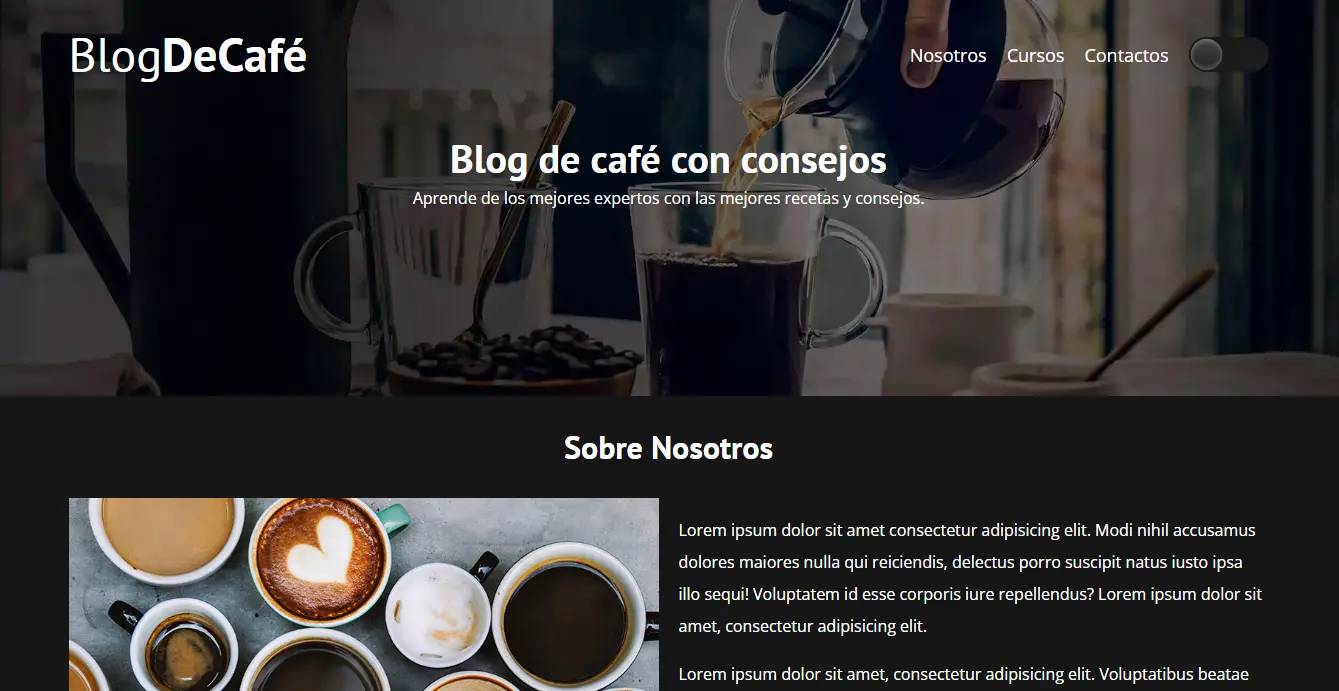 BlogDeCafé
Nosotros Cursos Contactos
Blog de café con consejos
Aprende de los mejores expertos con las mejores recetas y consejos.
Sobre Nosotros
Lorem ipsum dolor sit amet consectetur adipisicing elit. Modi nihil accusamus
dolores maiores nulla qui reiciendis, delectus porro suscipit natus iusto ipsa
illo sequi! Voluptatem id esse corporis iure repellendus? Lorem ipsum dolor sit
amet, consectetur adipisicing elit.
Lorem ipsum dolor sit amet, consectetur adipisicing elit. Voluptatibus beatae